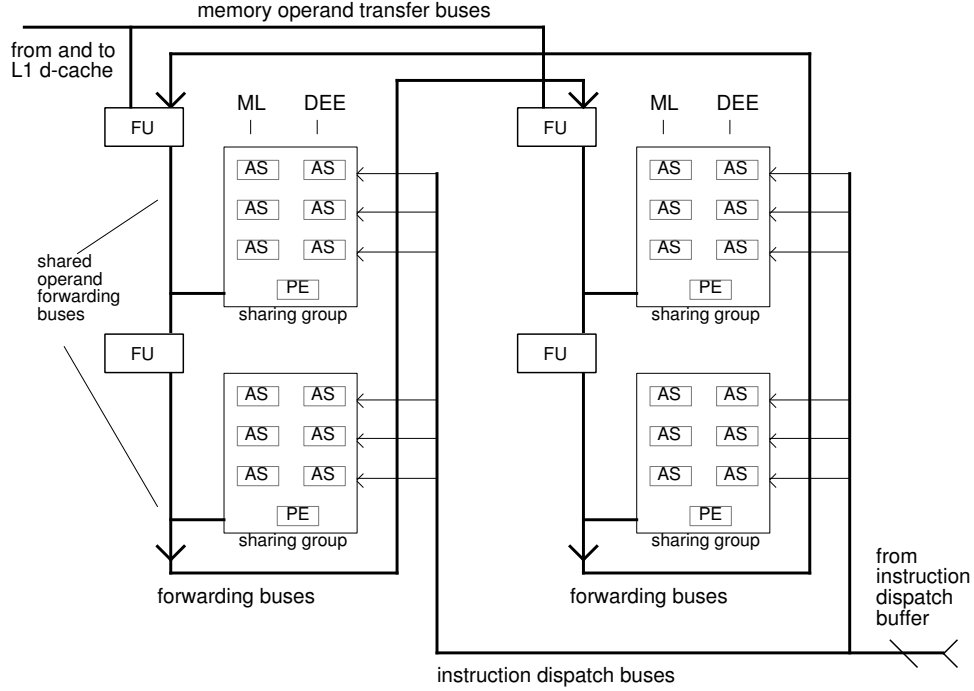 memory operand transfer buses
from and to
L1 d-cache
ML DEE
ML DEE
FU
FU
AS AS
AS AS
AS AS
AS AS
AS AS
AS AS
PE
PE
sharing group
sharing group
shared
operand
forwarding
buses
FU
FU
AS AS
AS AS
AS AS
AS AS
AS AS
AS AS
PE
PE
sharing group
sharing group
forwarding buses
forwarding buses
from
instruction
dispatch
buffer
instruction dispatch buses